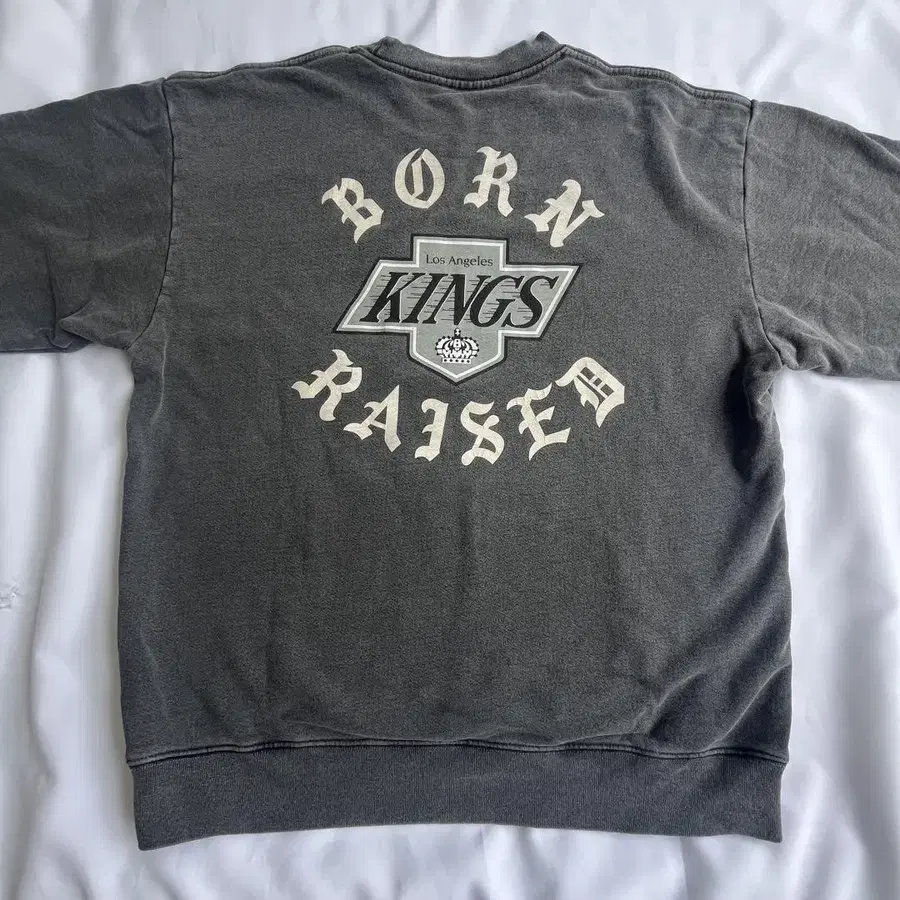 BORN
Los Angeles
KINGS
RAISED